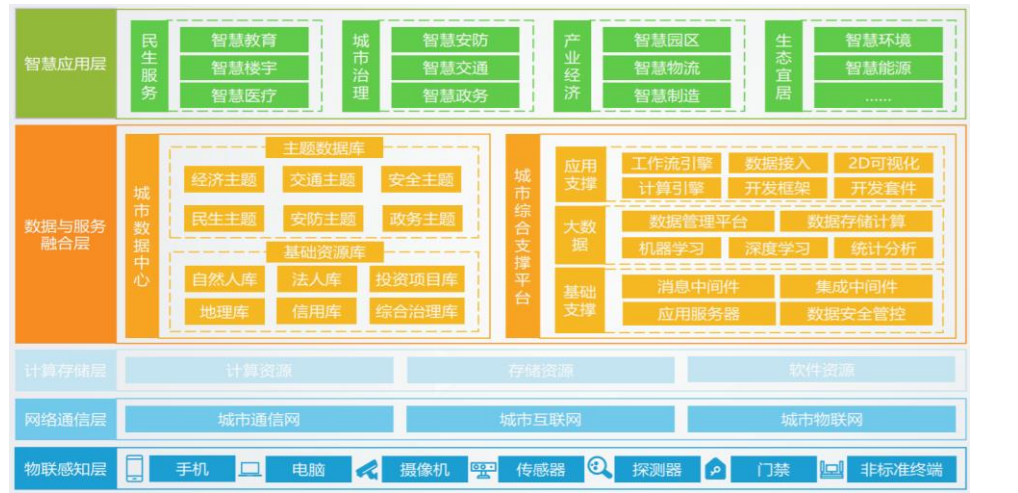 智慧应用层
民生服务
智慧教育
智慧楼宇
智慧医疗
城市治理
智慧安防
智慧交通
智慧政务
产业经济
智慧园区
智慧物流
智慧制造
生态宜居
智慧环境
智慧能源
......
数据与服务
融合层
城市数据中心
主题数据库
经济主题 交通主题 安全主题
民生主题 安防主题 政务主题
基础资源库
自然人库 法人库 投资项目库
地理库 信用库 综合治理库
城市综合支撑平台
应用
支撑
工作流引擎 数据接入 2D可视化
计算引擎 开发框架 开发套件
大数
据
数据管理平台 数据存储计算
机器学习 深度学习 统计分析
基础
支撑
消息中间件 集成中间件
应用服务器 数据安全管控
计算存储层 计算资源 存储资源 软件资源
网络通信层 城市通信网 城市互联网 城市物联网
物联感知层 手机 电脑 摄像机 传感器 探测器 门禁 非标准终端